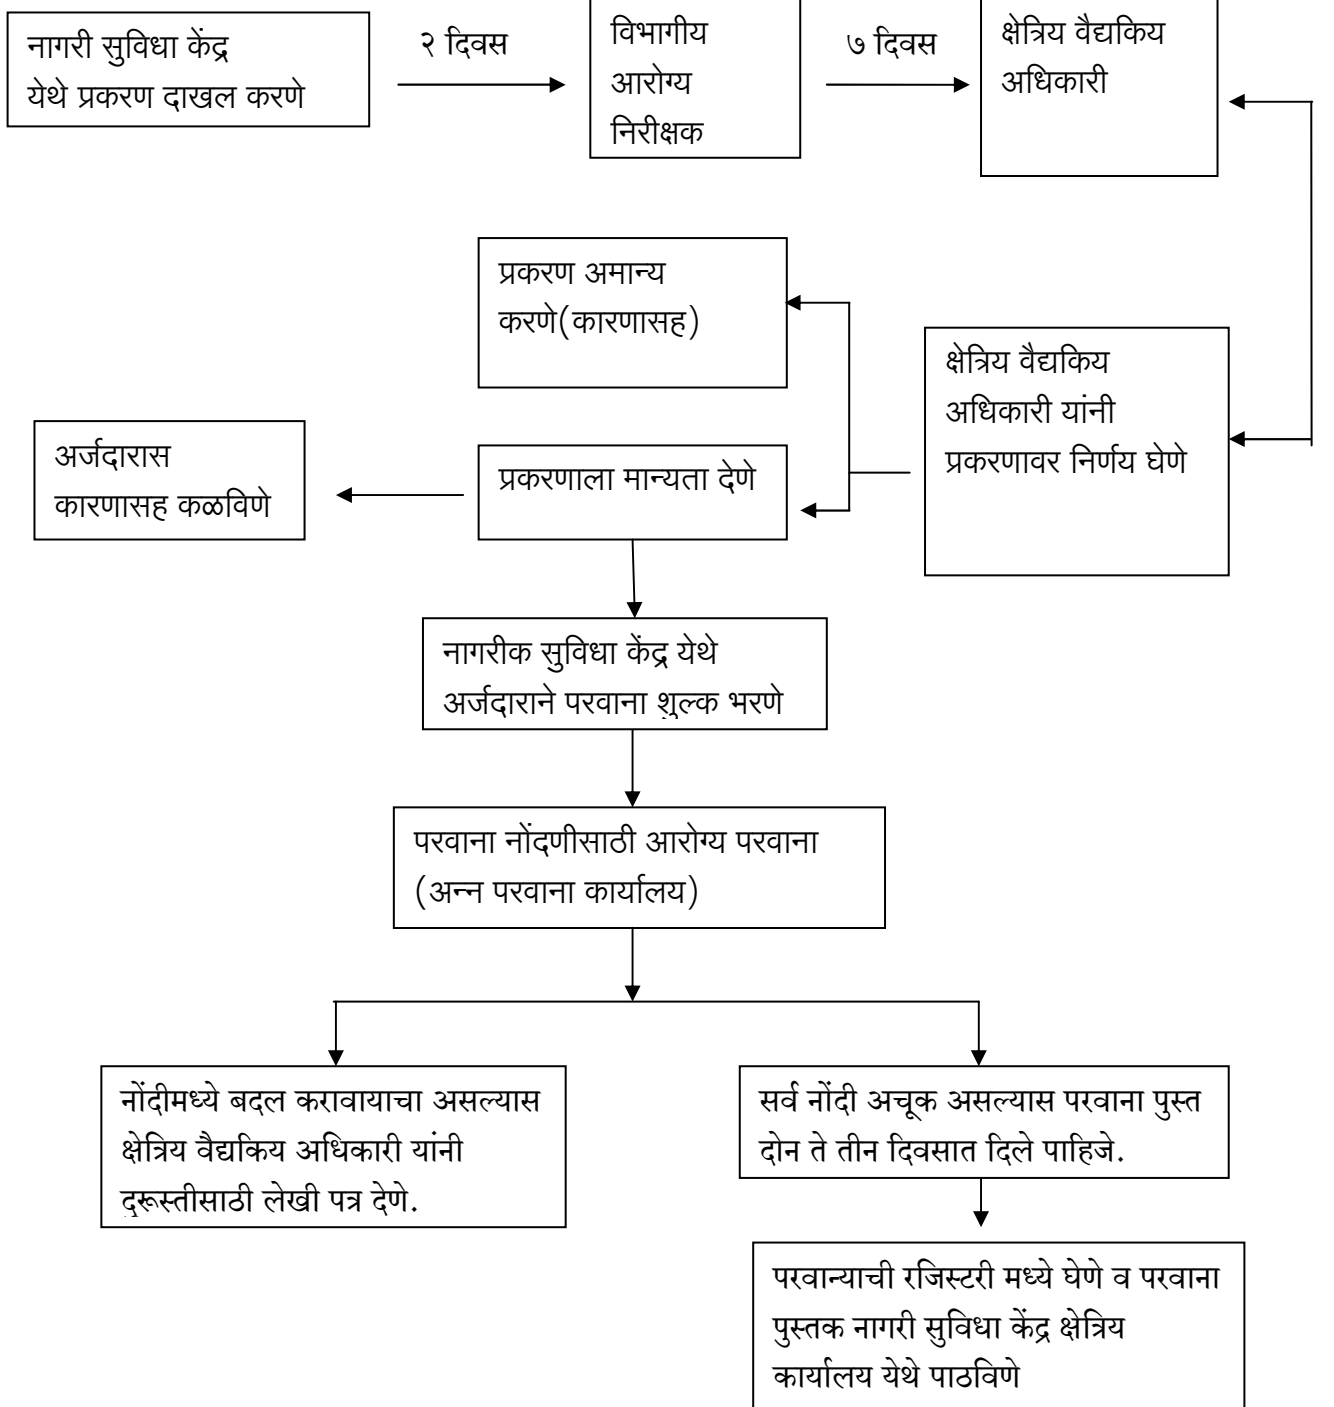 नागरी सुविधा केंद्र
येथे प्रकरण दाखल करणे
२ दिवस
विभागीय
आरोग्य
निरीक्षक
७ दिवस
क्षेत्रिय वैद्यकिय
अधिकारी
प्रकरण अमान्य
करणे(कारणासह)
क्षेत्रिय वैद्यकिय
अधिकारी यांनी
प्रकरणावर निर्णय घेणे
अर्जदारास
कारणासह कळविणे
प्रकरणाला मान्यता देणे
नागरीक सुविधा केंद्र येथे
अर्जदाराने परवाना शुल्क भरणे
परवाना नोंदणीसाठी आरोग्य परवाना
(अन्न परवाना कार्यालय)
नोंदीमध्ये बदल करावायाचा असल्यास
क्षेत्रिय वैद्यकिय अधिकारी यांनी
दुरूस्तीसाठी लेखी पत्र देणे.
सर्व नोंदी अचूक असल्यास परवाना पुस्त
दोन ते तीन दिवसात दिले पाहिजे.
परवान्याची रजिस्टरी मध्ये घेणे व परवाना
पुस्तक नागरी सुविधा केंद्र क्षेत्रिय
कार्यालय येथे पाठविणे